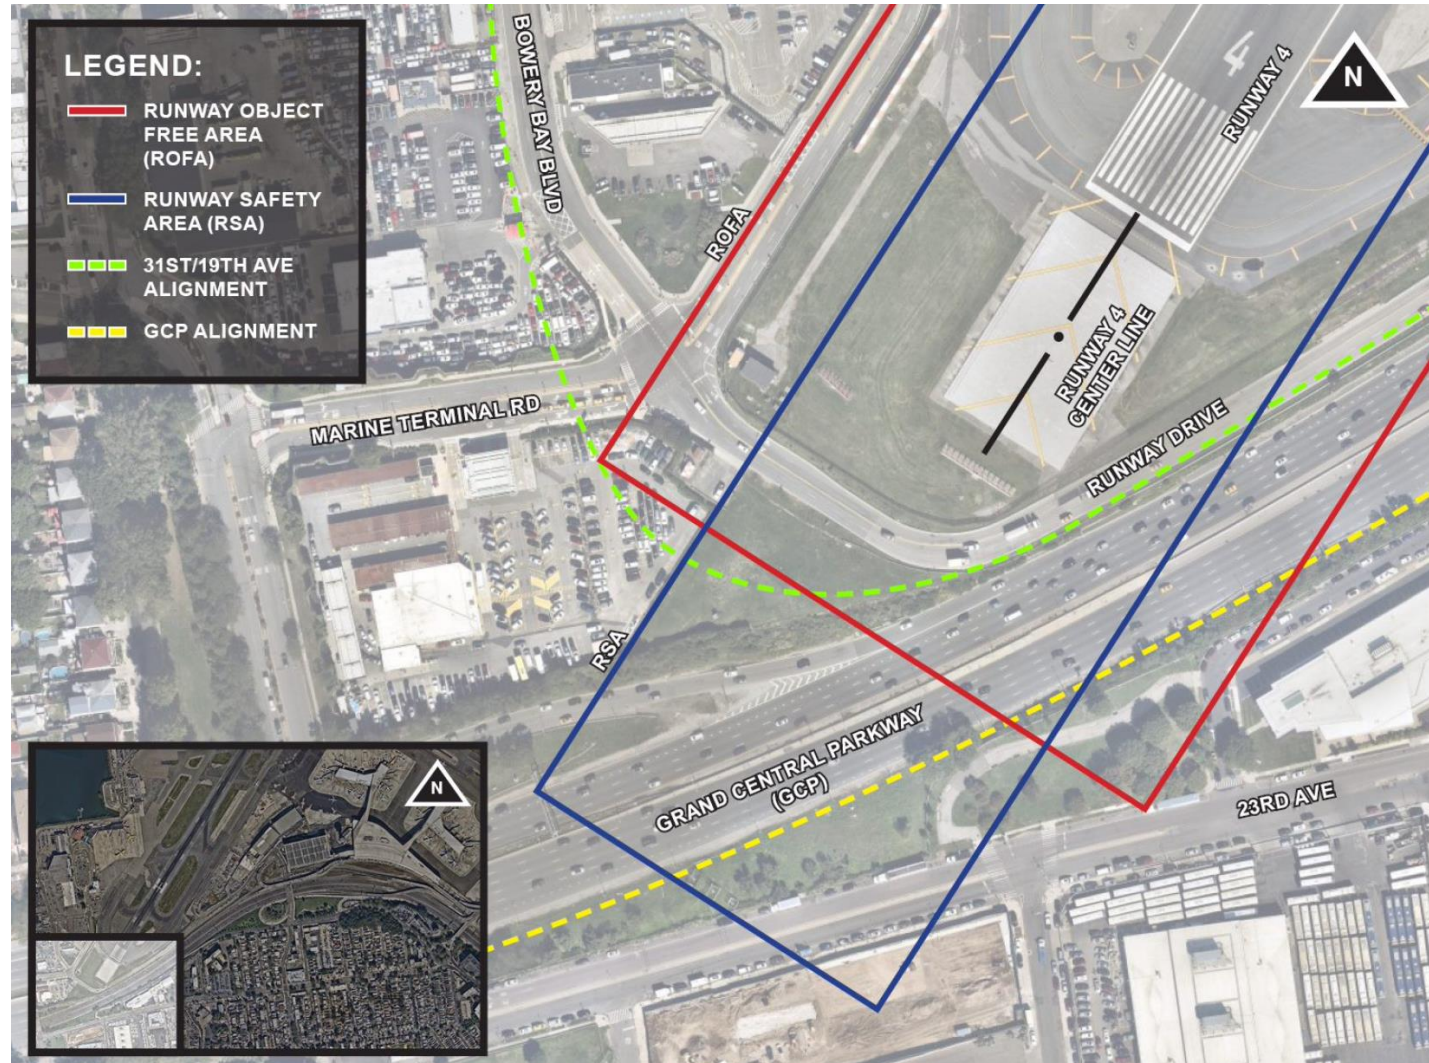 LEGEND:
RUNWAY OBJECT
FREE AREA
(ROFA)
RUNWAY SAFETY
AREA (RSA)
31ST/19TH AVE
ALIGNMENT
GCP ALIGNMENT
BOWERY BAY BLVD
ROFA
4
RUNWAY 4
N
RUNWAY 4
CENTER LINE
MARINE TERMINAL RD
RUNWAY DRIVE
RSA
GRAND CENTRAL PARKWAY
(GCP)
23RD AVE
N